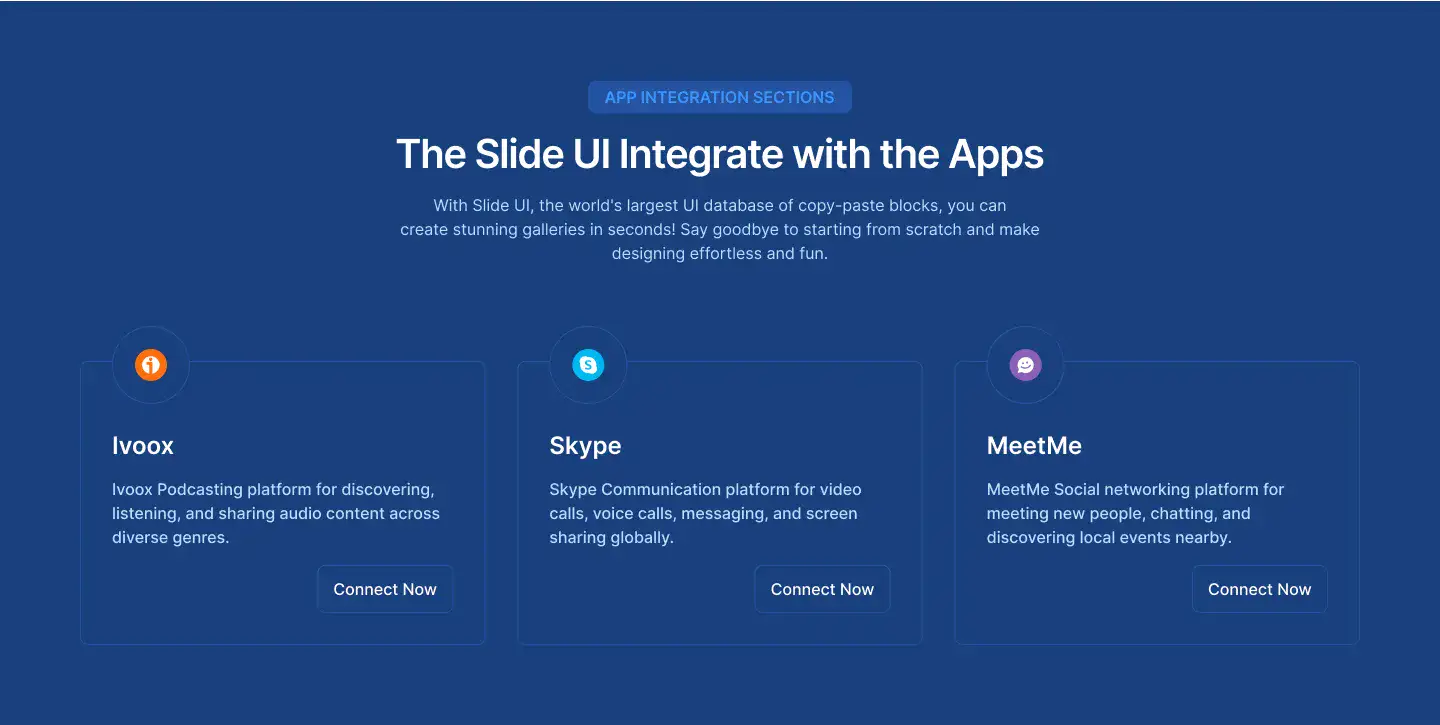 APP INTEGRATION SECTIONS
The Slide UI Integrate with the Apps
With Slide UI, the world's largest UI database of copy-paste blocks, you can
create stunning galleries in seconds! Say goodbye to starting from scratch and make
designing effortless and fun.
Ivoox
Ivoox Podcasting platform for discovering,
listening, and sharing audio content across
diverse genres.
Connect Now
Skype
Skype Communication platform for video
calls, voice calls, messaging, and screen
sharing globally.
Connect Now
MeetMe
MeetMe Social networking platform for
meeting new people, chatting, and
discovering local events nearby.
Connect Now